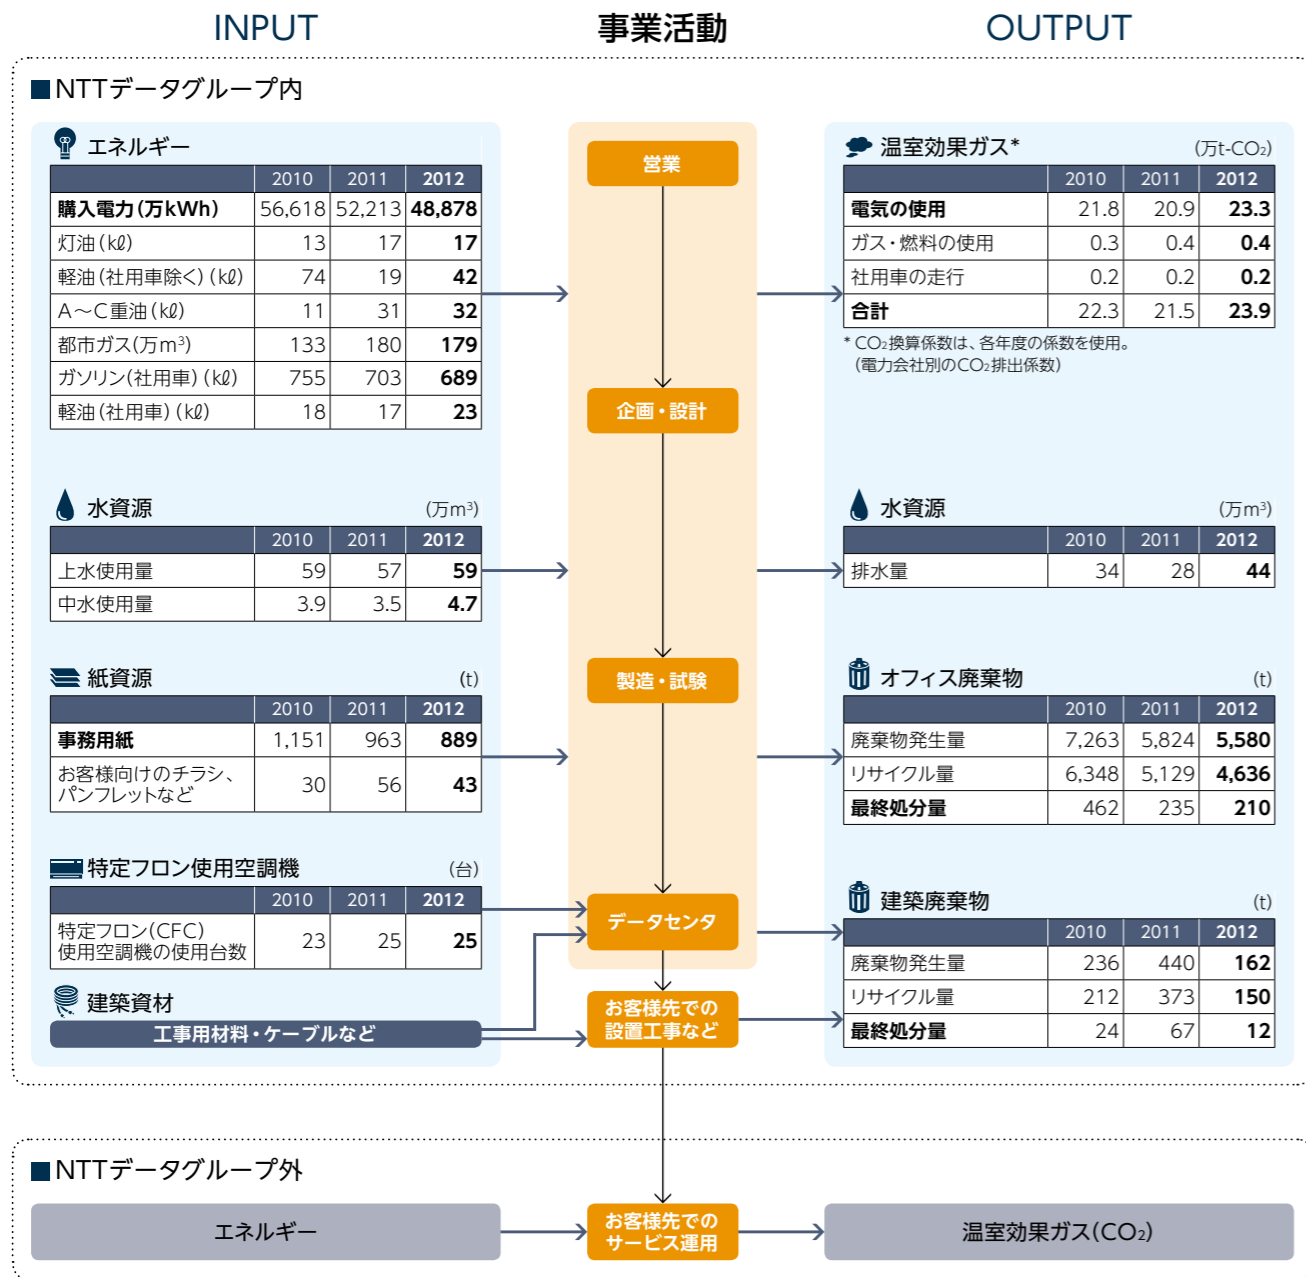 INPUT 事業活動 OUTPUT
■NTTデータグループ内
エネルギー
2010 2011 2012
購入電力(万kWh) 56,618 52,213 48,878
灯油(kℓ) 13 17 17
軽油(社用車除く)(kℓ) 74 19 42
A～C重油(kℓ) 11 31 32
都市ガス(万m³) 133 180 179
ガソリン(社用車)(kℓ) 755 703 689
軽油(社用車)(kℓ) 18 17 23
水資源 (万m³)
2010 2011 2012
上水使用量 59 57 59
中水使用量 3.9 3.5 4.7
紙資源 (t)
2010 2011 2012
事務用紙 1,151 963 889
お客様向けのチラシ、
パンフレットなど 30 56 43
特定フロン使用空調機 (台)
2010 2011 2012
特定フロン(CFC)
使用空調機の使用台数 23 25 25
建築資材
工事用材料・ケーブルなど
営業
企画・設計
製造・試験
データセンタ
お客様先での
設置工事など
温室効果ガス* (万t-CO₂)
2010 2011 2012
電気の使用 21.8 20.9 23.3
ガス・燃料の使用 0.3 0.4 0.4
社用車の走行 0.2 0.2 0.2
合計 22.3 21.5 23.9
* CO₂換算係数は、各年度の係数を使用。
(電力会社別のCO₂排出係数)
水資源 (万m³)
2010 2011 2012
排水量 34 28 44
オフィス廃棄物 (t)
2010 2011 2012
廃棄物発生量 7,263 5,824 5,580
リサイクル量 6,348 5,129 4,636
最終処分量 462 235 210
建築廃棄物 (t)
2010 2011 2012
廃棄物発生量 236 440 162
リサイクル量 212 373 150
最終処分量 24 67 12
■NTTデータグループ外
エネルギー
お客様先での
サービス運用
温室効果ガス(CO₂)